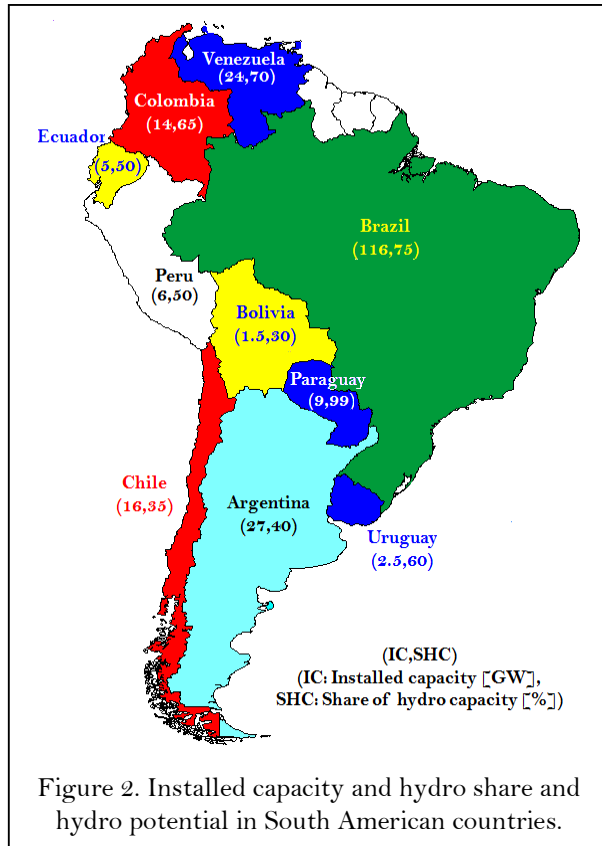 Venezuela
(24,70)
Colombia
(14,65)
Ecuador
(5,50)
Brazil
(116,75)
Peru
(6,50)
Bolivia
(1.5,30)
Paraguay
(9,99)
Chile
(16,35)
Argentina
(27,40)
Uruguay
(2.5,60)
(IC,SHC)
(IC: Installed capacity [GW],
SHC: Share of hydro capacity [%])
Figure 2. Installed capacity and hydro share and
hydro potential in South American countries.